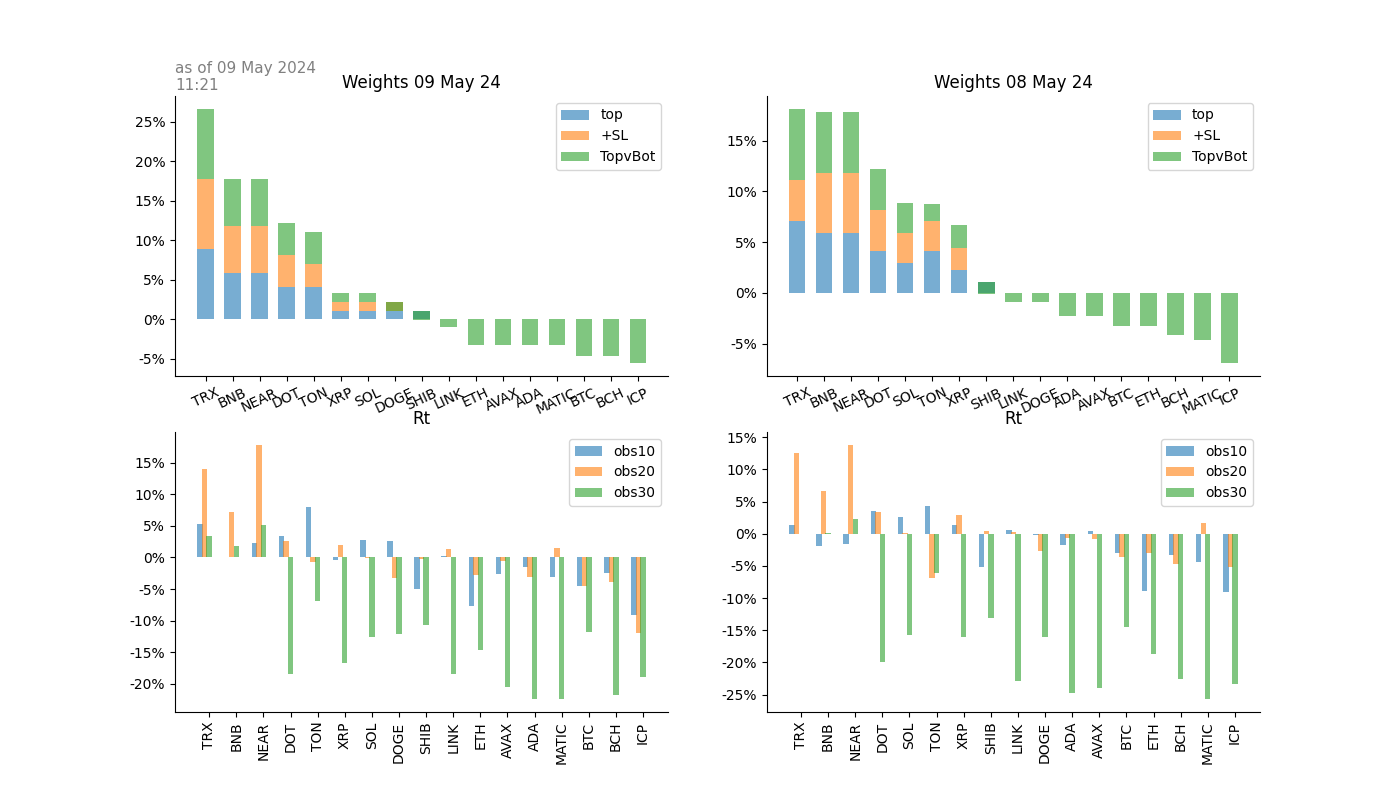 as of 09 May 2024
11:21
Weights 09 May 24
25%
20%
15%
10%
5%
0%
-5%
top
+SL
TopvBot
TRX BNB NEAR DOT TON XRP SOL DOGE SHIB LINK ETH AVAX ADA MATIC BTC BCH ICP
Weights 08 May 24
15%
10%
5%
0%
-5%
top
+SL
TopvBot
TRX BNB NEAR DOT SOL TON XRP SHIB LINK DOGE ADA AVAX BTC ETH BCH MATIC ICP
Rt
15%
10%
5%
0%
-5%
-10%
-15%
-20%
obs10
obs20
obs30
TRX BNB NEAR DOT TON XRP SOL DOGE SHIB LINK ETH AVAX ADA MATIC BTC BCH ICP
Rt
15%
10%
5%
0%
-5%
-10%
-15%
-20%
-25%
obs10
obs20
obs30
TRX BNB NEAR DOT SOL TON XRP SHIB LINK DOGE ADA AVAX BTC ETH BCH MATIC ICP